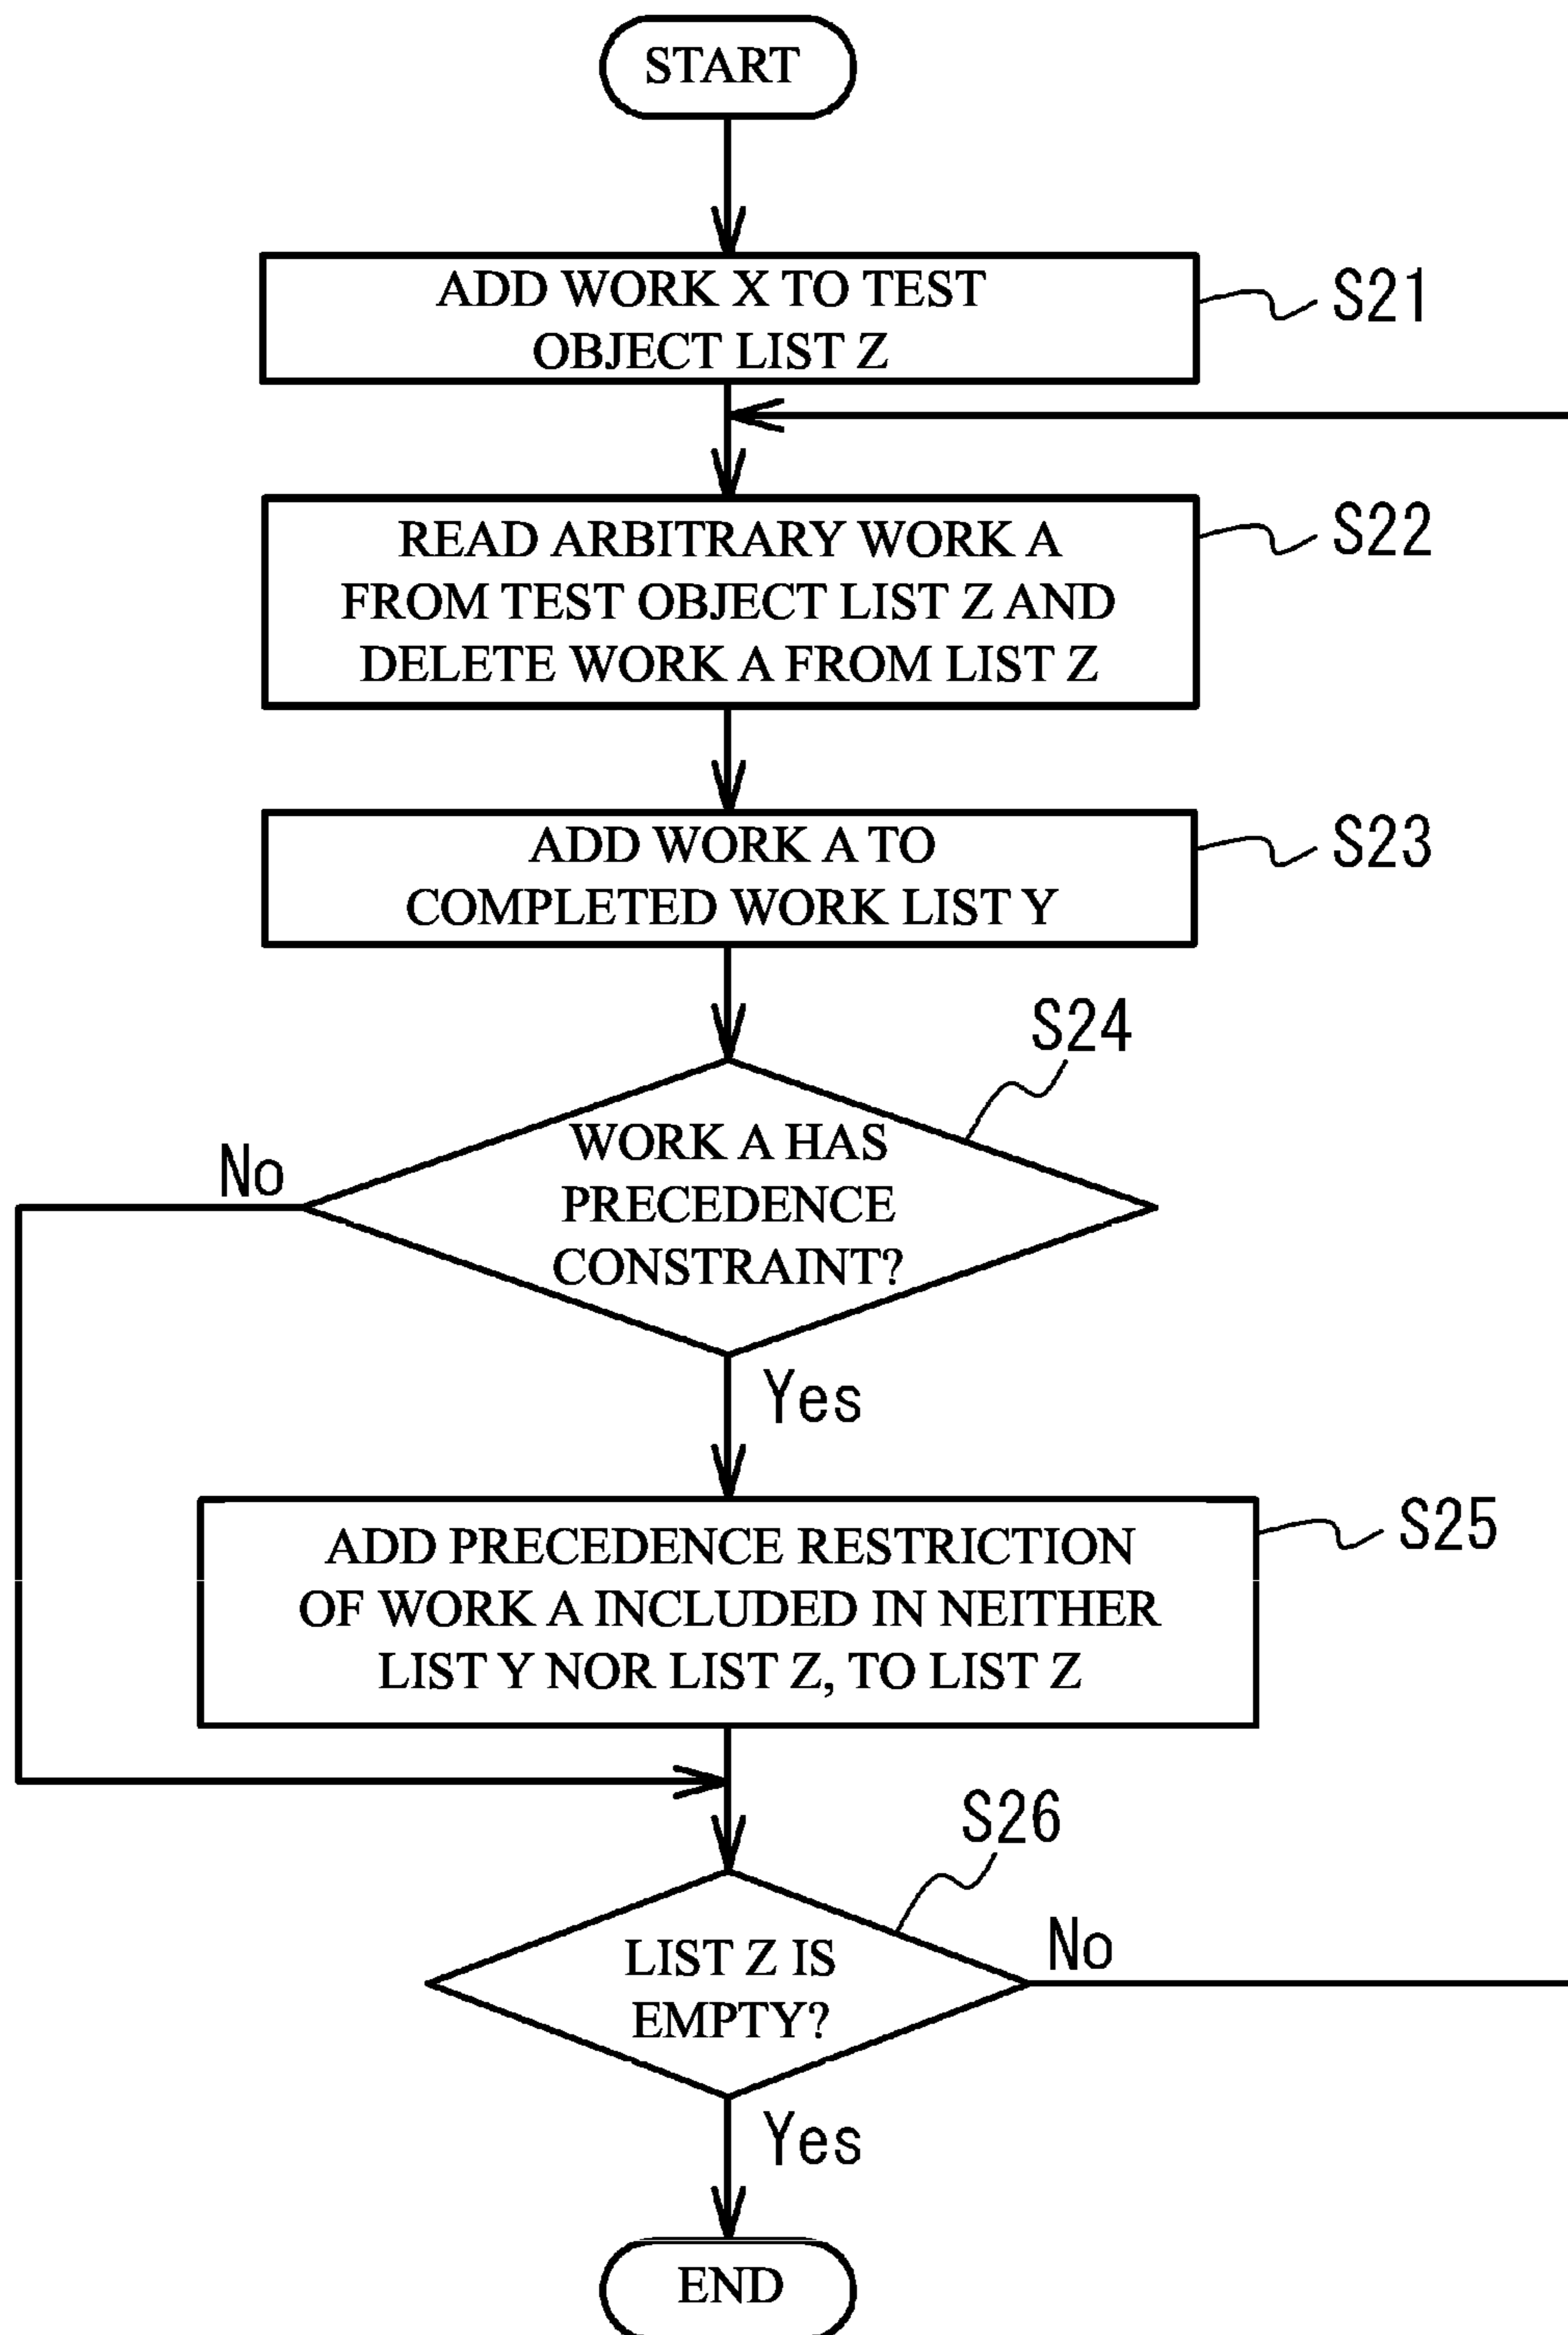 START
ADD WORK X TO TEST
OBJECT LIST Z
S21
READ ARBITRARY WORK A
FROM TEST OBJECT LIST Z AND
DELETE WORK A FROM LIST Z
S22
ADD WORK A TO
COMPLETED WORK LIST Y
S23
S24
WORK A HAS
PRECEDENCE
CONSTRAINT?
No
Yes
ADD PRECEDENCE RESTRICTION
OF WORK A INCLUDED IN NEITHER
LIST Y NOR LIST Z, TO LIST Z
S25
S26
LIST Z IS
EMPTY?
No
Yes
END